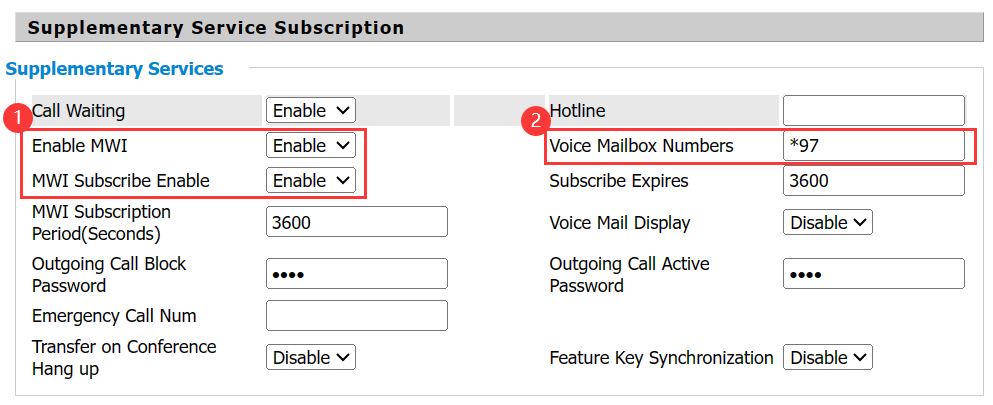 Supplementary Service Subscription
Supplementary Services
1
Call Waiting Enable Hotline
2
Enable MWI Enable Voice Mailbox Numbers *97
MWI Subscribe Enable Enable Subscribe Expires 3600
MWI Subscription
Period(Seconds) 3600 Voice Mail Display Disable
Outgoing Call Block
Password •••• Outgoing Call Active
Password ••••
Emergency Call Num
Transfer on Conference
Hang up Disable Feature Key Synchronization Disable